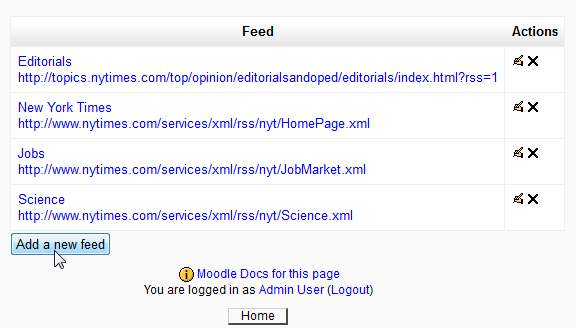 Feed Actions
Editorials
http://topics.nytimes.com/top/opinion/editorialsandoped/editorials/index.html?rss=1
New York Times
http://www.nytimes.com/services/xml/rss/nyt/HomePage.xml
Jobs
http://www.nytimes.com/services/xml/rss/nyt/JobMarket.xml
Science
http://www.nytimes.com/services/xml/rss/nyt/Science.xml
Add a new feed
Moodle Docs for this page
You are logged in as Admin User (Logout)
Home